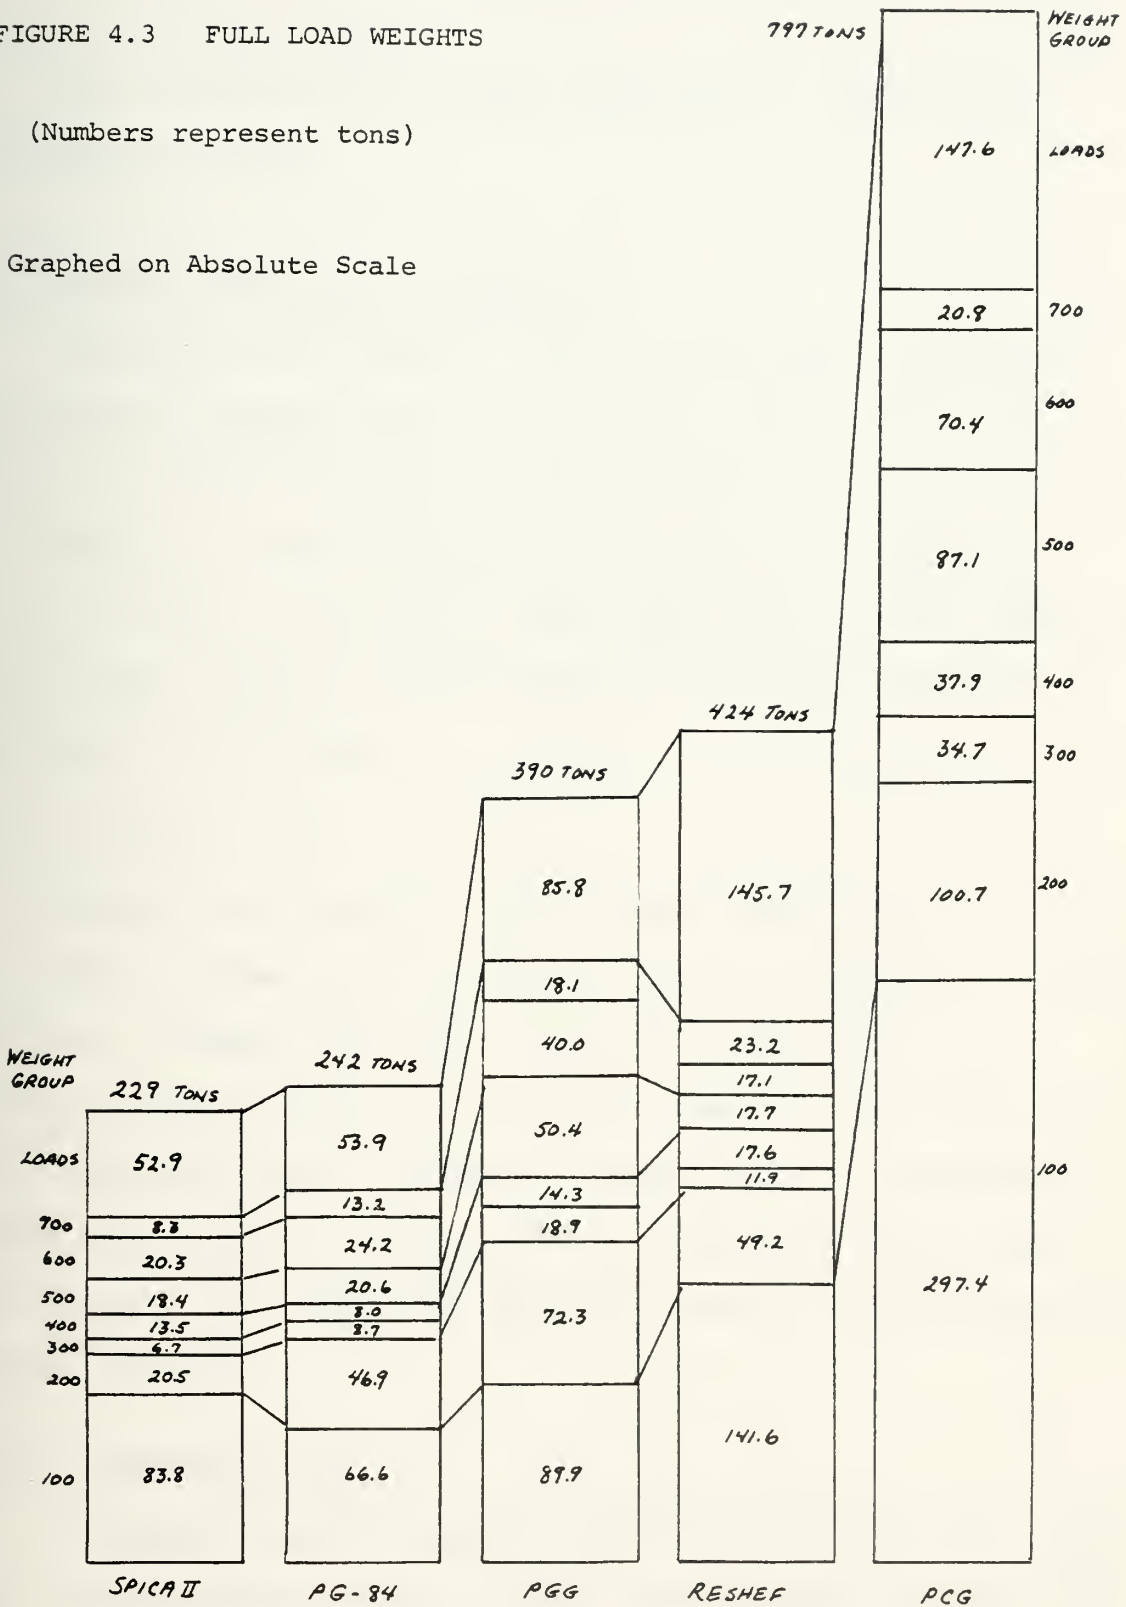 FIGURE 4.3 FULL LOAD WEIGHTS
(Numbers represent tons)
Graphed on Absolute Scale
WEIGHT
GROUP
229 TONS
LOADS 52.9
700 8.3
600 20.3
500 18.4
400 13.5
300 6.7
200 20.5
100 83.8
SPICA II
242 TONS
53.9
13.2
24.2
20.6
8.0
8.7
46.9
66.6
PG-84
390 TONS
85.8
18.1
40.0
50.4
14.3
18.9
72.3
89.9
PGG
424 TONS
145.7
23.2
17.1
17.7
17.6
11.9
49.2
141.6
RESHEF
797 TONS
WEIGHT
GROUP
147.6 LOADS
20.8 700
70.4 600
87.1 500
37.9 400
34.7 300
100.7 200
297.4 100
PCG